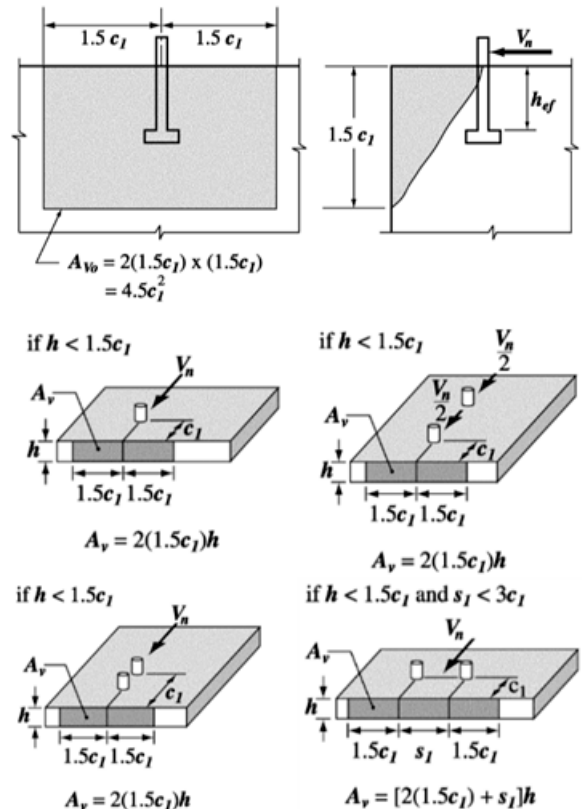 1.5 c₁ 1.5 c₁
Vₙ
1.5 c₁
h_ef
A_Vo = 2(1.5c₁) x (1.5c₁)
= 4.5c₁²
if h < 1.5c₁
Vₙ
Aᵥ
c₁
h
1.5c₁ 1.5c₁
Aᵥ = 2(1.5c₁)h
if h < 1.5c₁
Vₙ/2
Vₙ/2
Aᵥ
c₁
h
1.5c₁ 1.5c₁
Aᵥ = 2(1.5c₁)h
if h < 1.5c₁
Vₙ
Aᵥ
c₁
h
1.5c₁ 1.5c₁
Aᵥ = 2(1.5c₁)h
if h < 1.5c₁ and s₁ < 3c₁
Vₙ
Aᵥ
c₁
h
1.5c₁ s₁ 1.5c₁
Aᵥ = [2(1.5c₁) + s₁]h